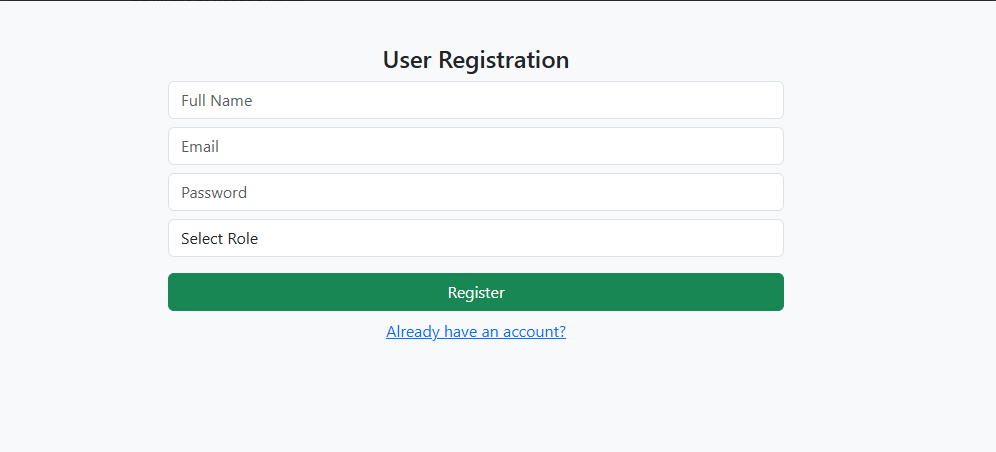 User Registration
Full Name
Email
Password
Select Role
Register
Already have an account?